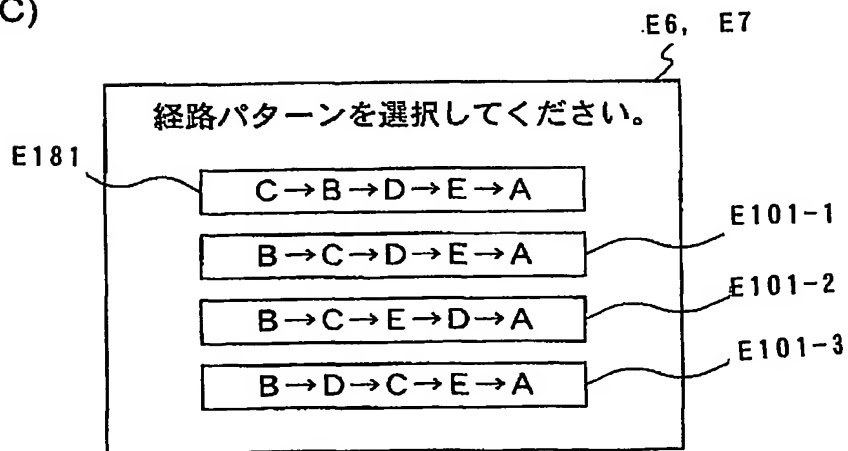 C)
E6, E7
経路パターンを選択してください。
E181
C→B→D→E→A
E101-1
B→C→D→E→A
E101-2
B→C→E→D→A
E101-3
B→D→C→E→A